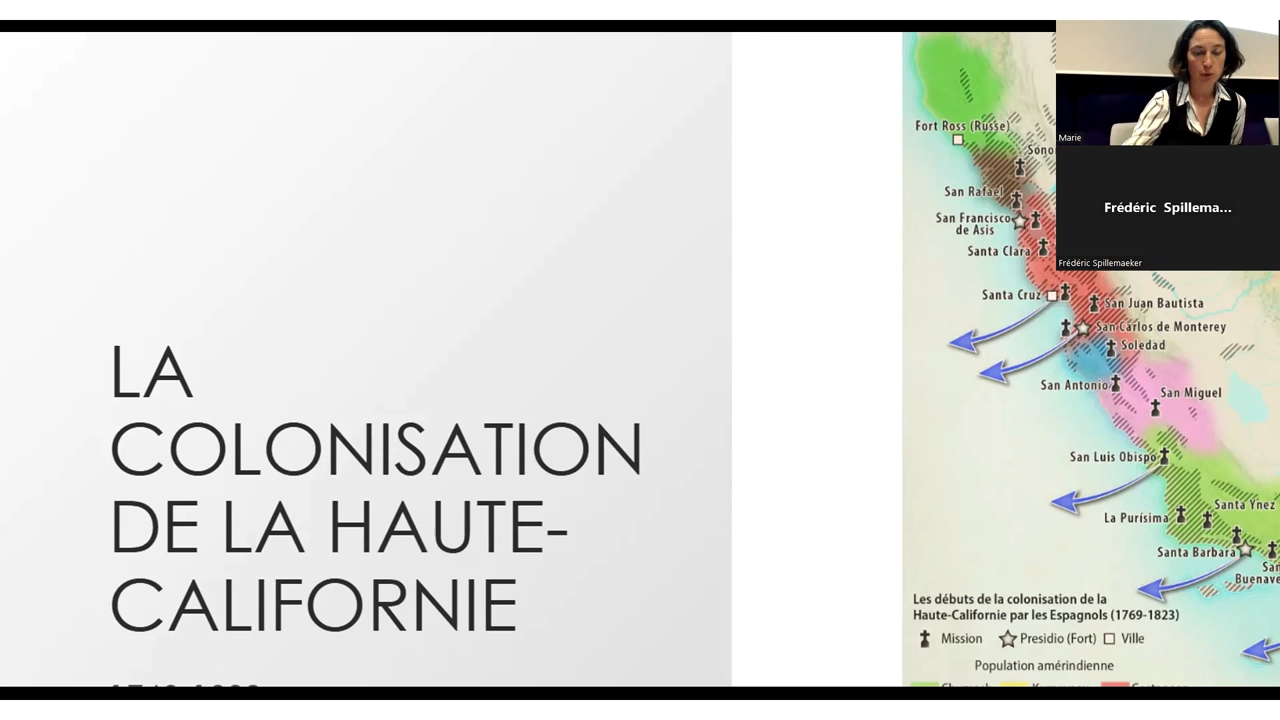 LA
COLONISATION
DE LA HAUTE-
CALIFORNIE
Fort Ross (Russe)
San Rafael
San Francisco
de Asis
Santa Clara
Santa Cruz
San Juan Bautista
San Carlos de Monterey
Soledad
San Antonio
San Miguel
San Luis Obispo
Santa Ynez
La Purísima
Santa Barbara
San
Buenave
Les débuts de la colonisation de la
Haute-Californie par les Espagnols (1769-1823)
Mission Presidio (Fort) Ville
Population amérindienne
Marie
Frédéric Spillema...
Frédéric Spillemaeker